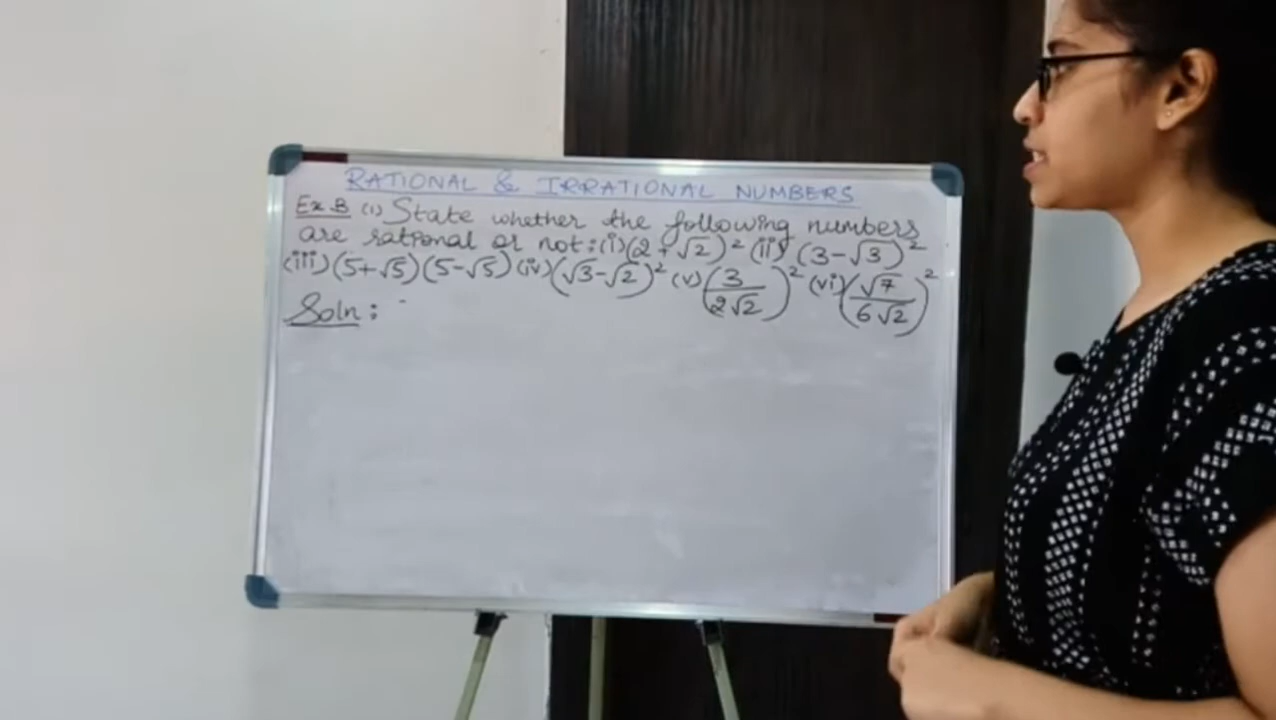 RATIONAL & IRRATIONAL NUMBERS
Ex B (1) State whether the following numbers
are rational or not: (i) (2+√2)² (ii) (3-√3)²
(iii) (5+√5)(5-√5) (iv) (√3-√2)² (v) (3/2√2)² (vi) (√7/6√2)²
Soln:-